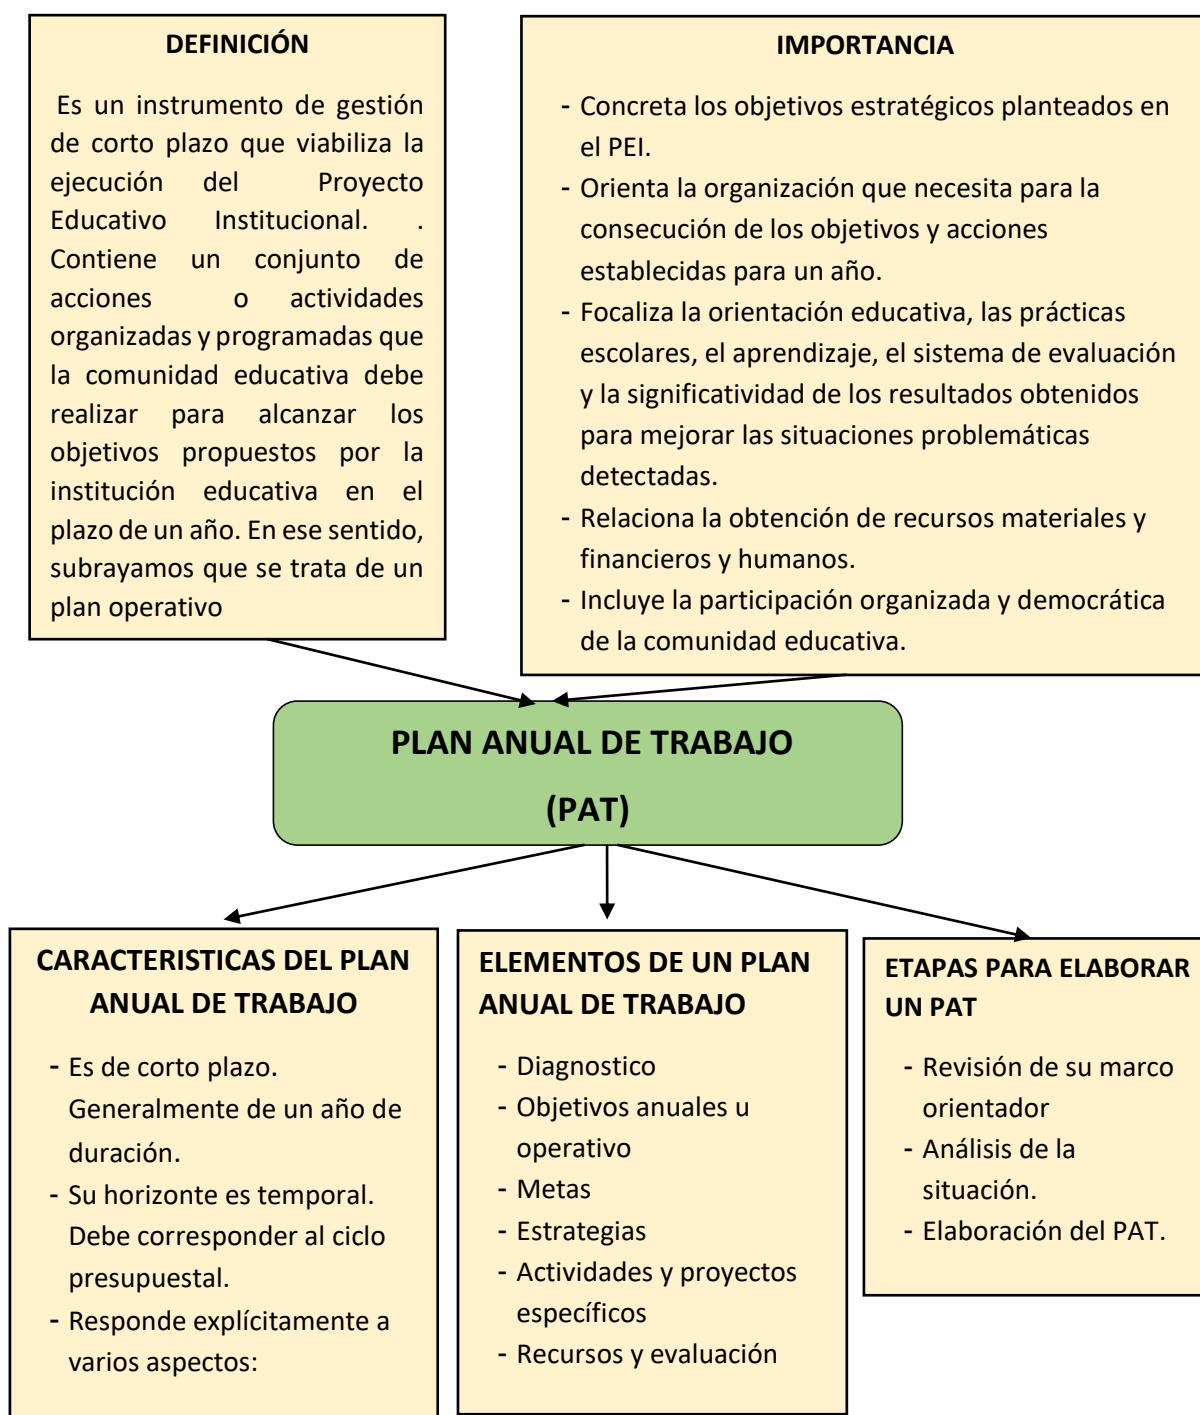 DEFINICIÓN
Es un instrumento de gestión
de corto plazo que viabiliza la
ejecución del Proyecto
Educativo Institucional. .
Contiene un conjunto de
acciones o actividades
organizadas y programadas que
la comunidad educativa debe
realizar para alcanzar los
objetivos propuestos por la
institución educativa en el
plazo de un año. En ese sentido,
subrayamos que se trata de un
plan operativo
IMPORTANCIA
- Concreta los objetivos estratégicos planteados en
el PEI.
- Orienta la organización que necesita para la
consecución de los objetivos y acciones
establecidas para un año.
- Focaliza la orientación educativa, las prácticas
escolares, el aprendizaje, el sistema de evaluación
y la significatividad de los resultados obtenidos
para mejorar las situaciones problemáticas
detectadas.
- Relaciona la obtención de recursos materiales y
financieros y humanos.
- Incluye la participación organizada y democrática
de la comunidad educativa.
PLAN ANUAL DE TRABAJO
(PAT)
CARACTERISTICAS DEL PLAN
ANUAL DE TRABAJO
- Es de corto plazo.
Generalmente de un año de
duración.
- Su horizonte es temporal.
Debe corresponder al ciclo
presupuestal.
- Responde explícitamente a
varios aspectos:
ELEMENTOS DE UN PLAN
ANUAL DE TRABAJO
- Diagnostico
- Objetivos anuales u
operativo
- Metas
- Estrategias
- Actividades y proyectos
específicos
- Recursos y evaluación
ETAPAS PARA ELABORAR
UN PAT
- Revisión de su marco
orientador
- Análisis de la
situación.
- Elaboración del PAT.